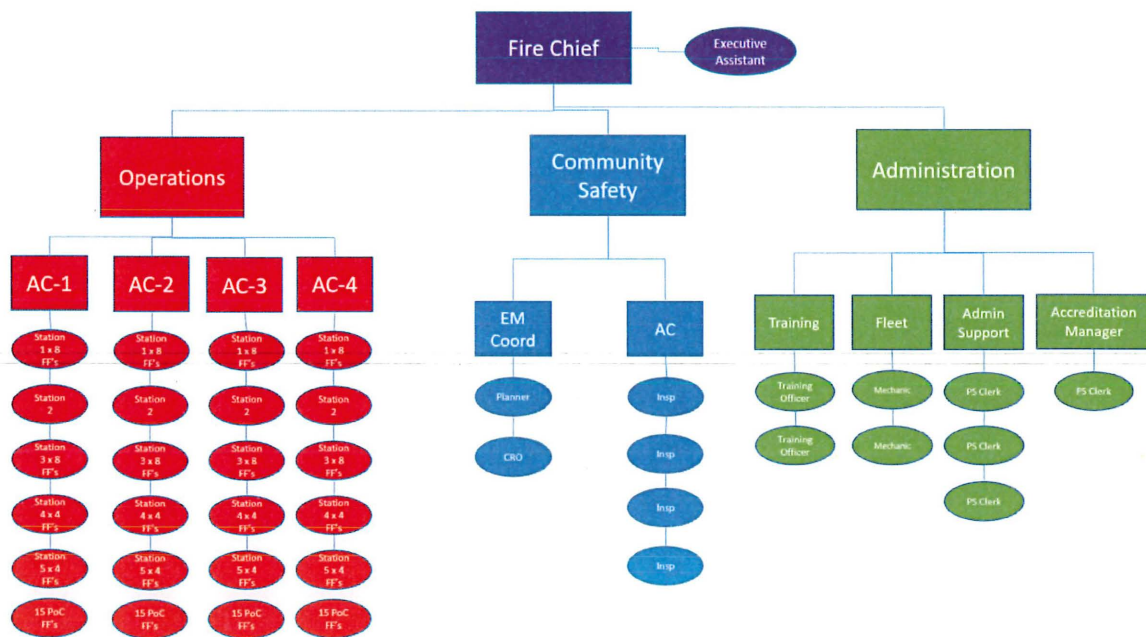 Fire Chief
Executive
Assistant
Operations
Community
Safety
Administration
AC-1
AC-2
AC-3
AC-4
EM
Coord
AC
Training
Fleet
Admin
Support
Accreditation
Manager
Station
1 x 8
FF's
Station
1 x 8
FF's
Station
1 x 8
FF's
Station
1 x 8
FF's
Planner
Insp
Training
Officer
Mechanic
PS Clerk
PS Clerk
Station
2
Station
2
Station
2
Station
2
CRO
Insp
Training
Officer
Mechanic
PS Clerk
Station
3 x 8
FF's
Station
3 x 8
FF's
Station
3 x 8
FF's
Station
3 x 8
FF's
Insp
PS Clerk
Station
4 x 4
FF's
Station
4 x 4
FF's
Station
4 x 4
FF's
Station
4 x 4
FF's
Insp
Station
5 x 4
FF's
Station
5 x 4
FF's
Station
5 x 4
FF's
Station
5 x 4
FF's
15 PoC
FF's
15 PoC
FF's
15 PoC
FF's
15 PoC
FF's